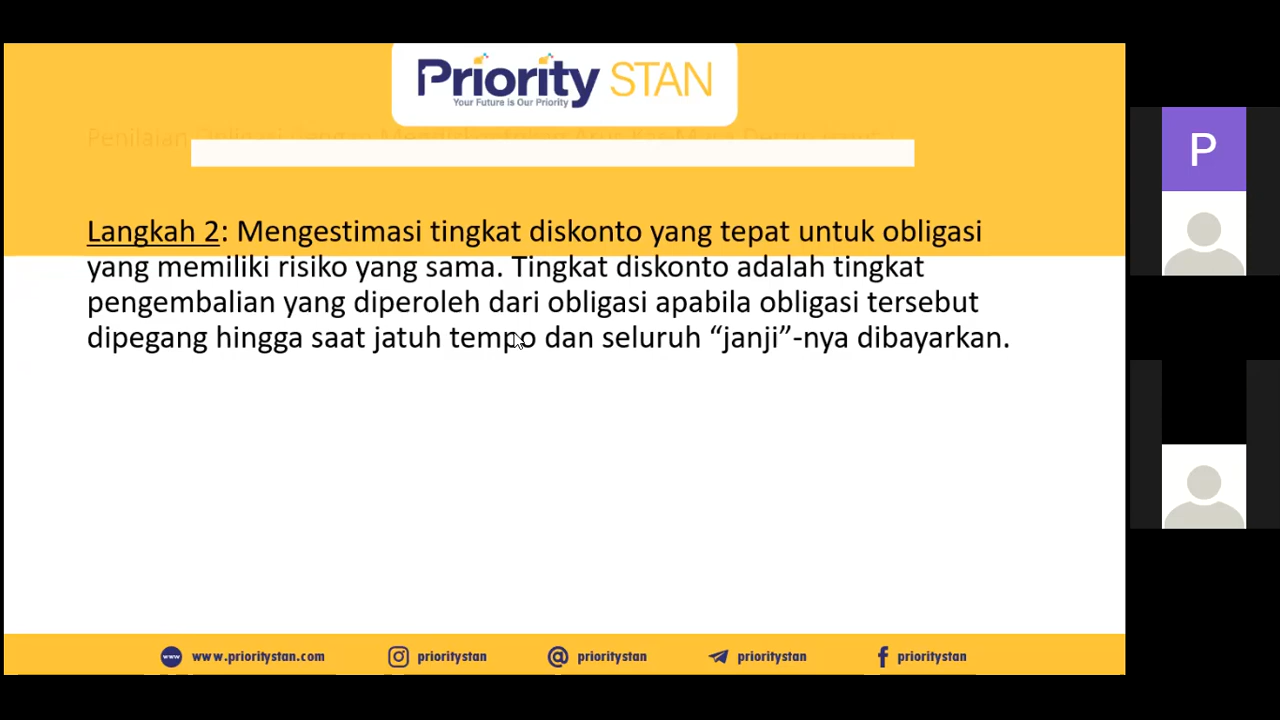 Priority STAN
Your Future is Our Priority
Penilaian
Langkah 2: Mengestimasi tingkat diskonto yang tepat untuk obligasi
yang memiliki risiko yang sama. Tingkat diskonto adalah tingkat
pengembalian yang diperoleh dari obligasi apabila obligasi tersebut
dipegang hingga saat jatuh tempo dan seluruh “janji”-nya dibayarkan.
P
www www.prioritystan.com prioritystan @ prioritystan prioritystan f prioritystan